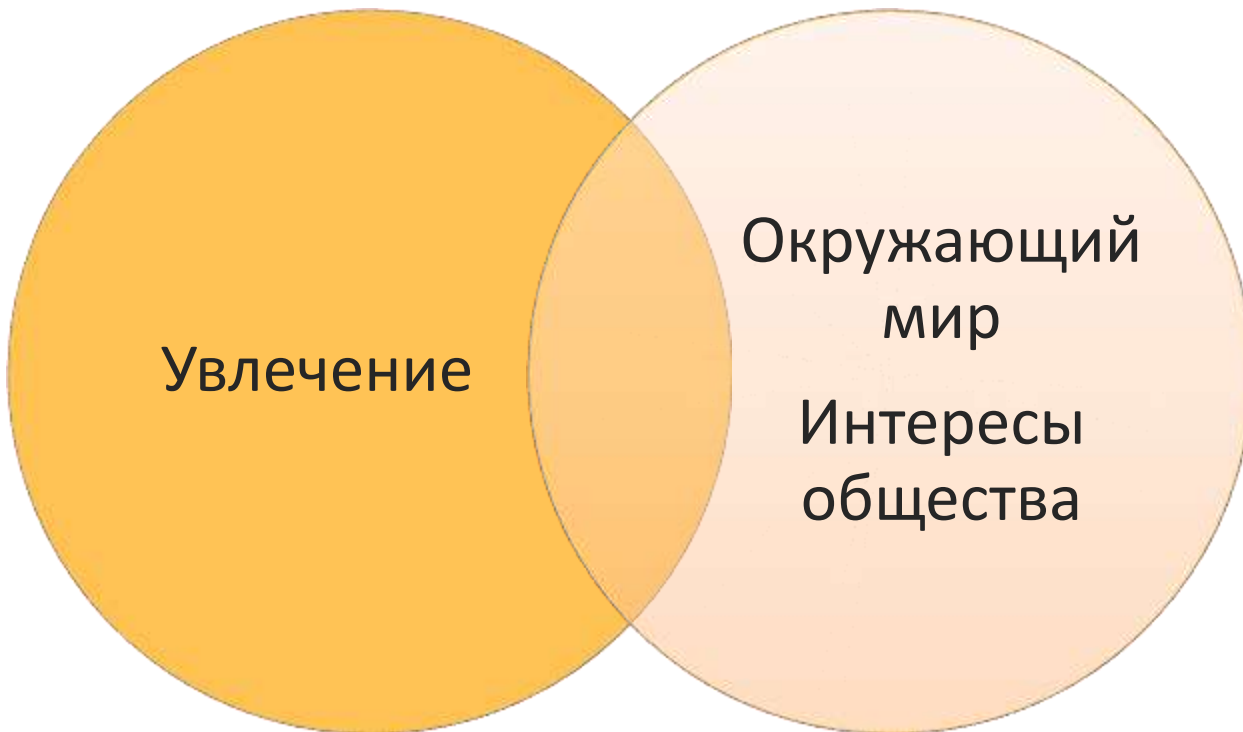 Увлечение
Окружающий
мир
Интересы
общества